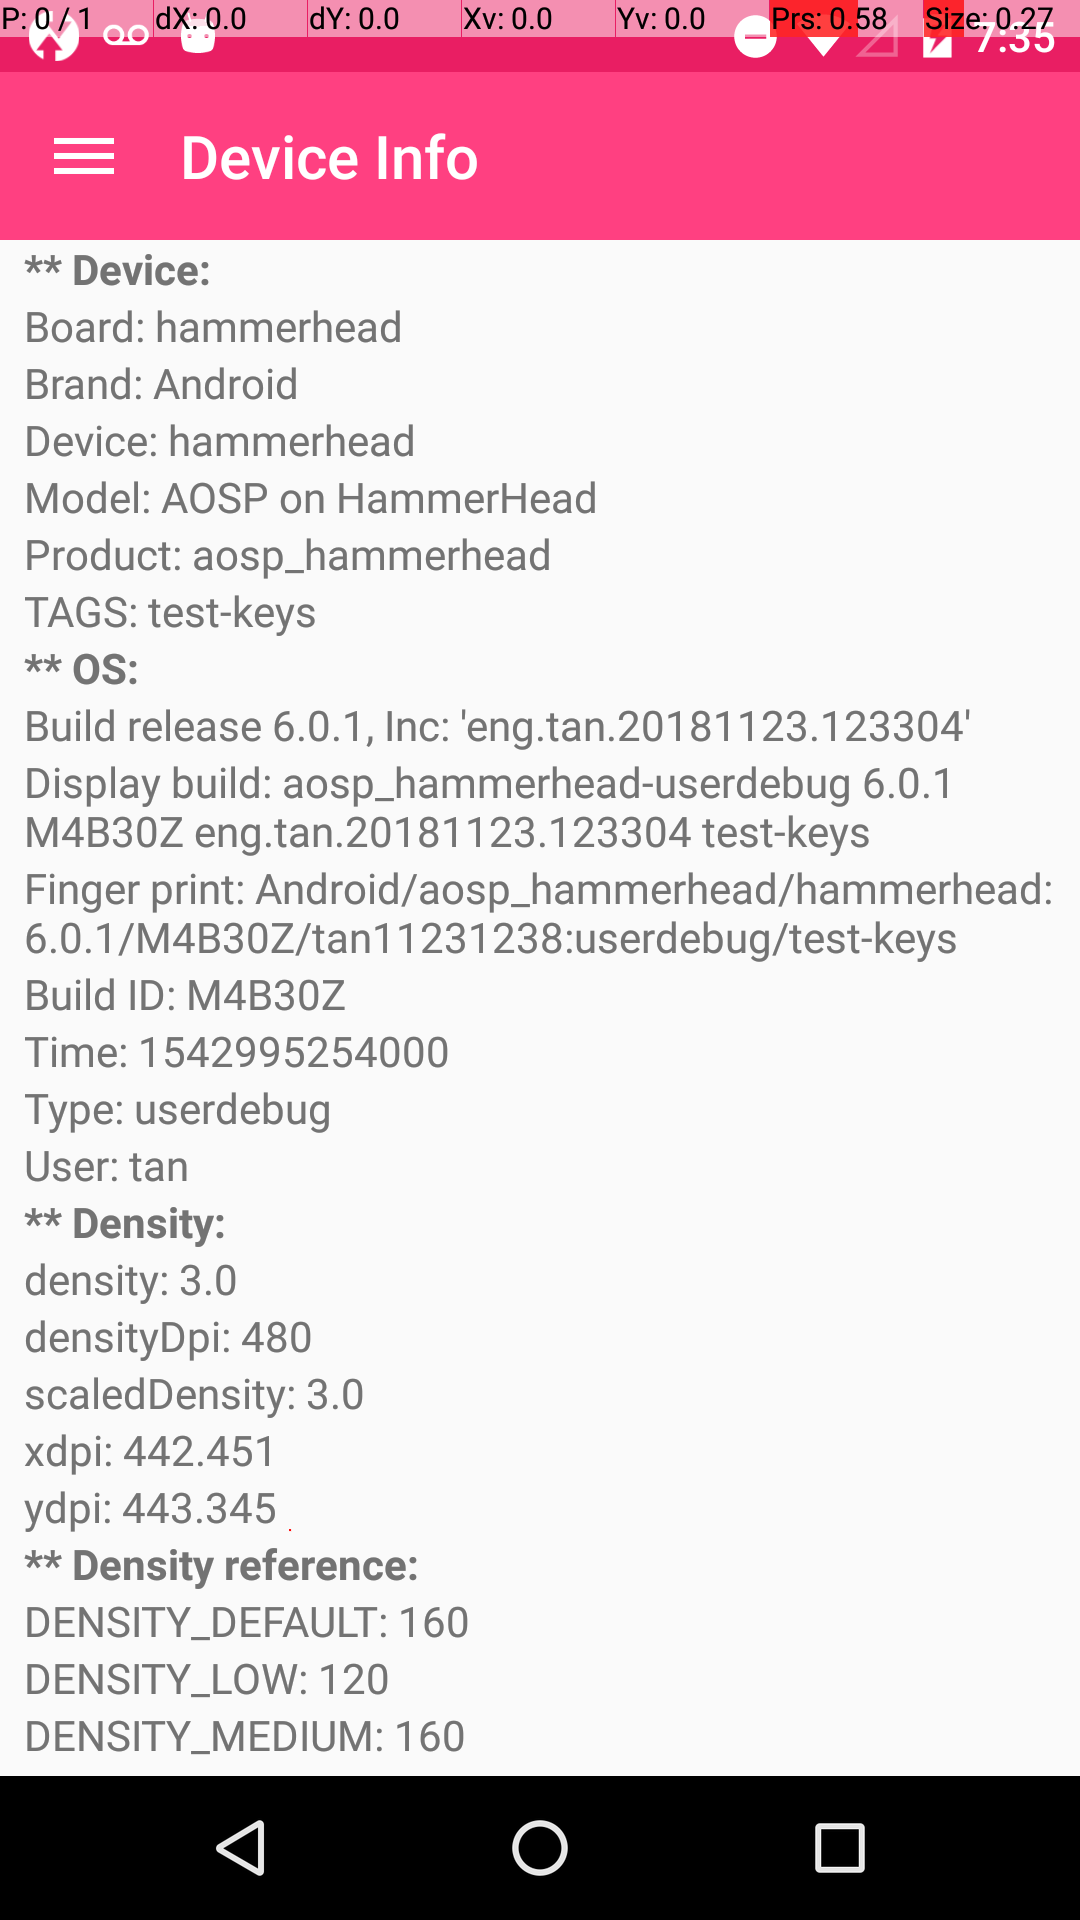 P: 0 / 1 dX: 0.0 dY: 0.0 Xv: 0.0 Yv: 0.0 Prs: 0.58 Size: 0.27
7:35
Device Info
** Device:
Board: hammerhead
Brand: Android
Device: hammerhead
Model: AOSP on HammerHead
Product: aosp_hammerhead
TAGS: test-keys
** OS:
Build release 6.0.1, Inc: 'eng.tan.20181123.123304'
Display build: aosp_hammerhead-userdebug 6.0.1
M4B30Z eng.tan.20181123.123304 test-keys
Finger print: Android/aosp_hammerhead/hammerhead:
6.0.1/M4B30Z/tan11231238:userdebug/test-keys
Build ID: M4B30Z
Time: 1542995254000
Type: userdebug
User: tan
** Density:
density: 3.0
densityDpi: 480
scaledDensity: 3.0
xdpi: 442.451
ydpi: 443.345
** Density reference:
DENSITY_DEFAULT: 160
DENSITY_LOW: 120
DENSITY_MEDIUM: 160